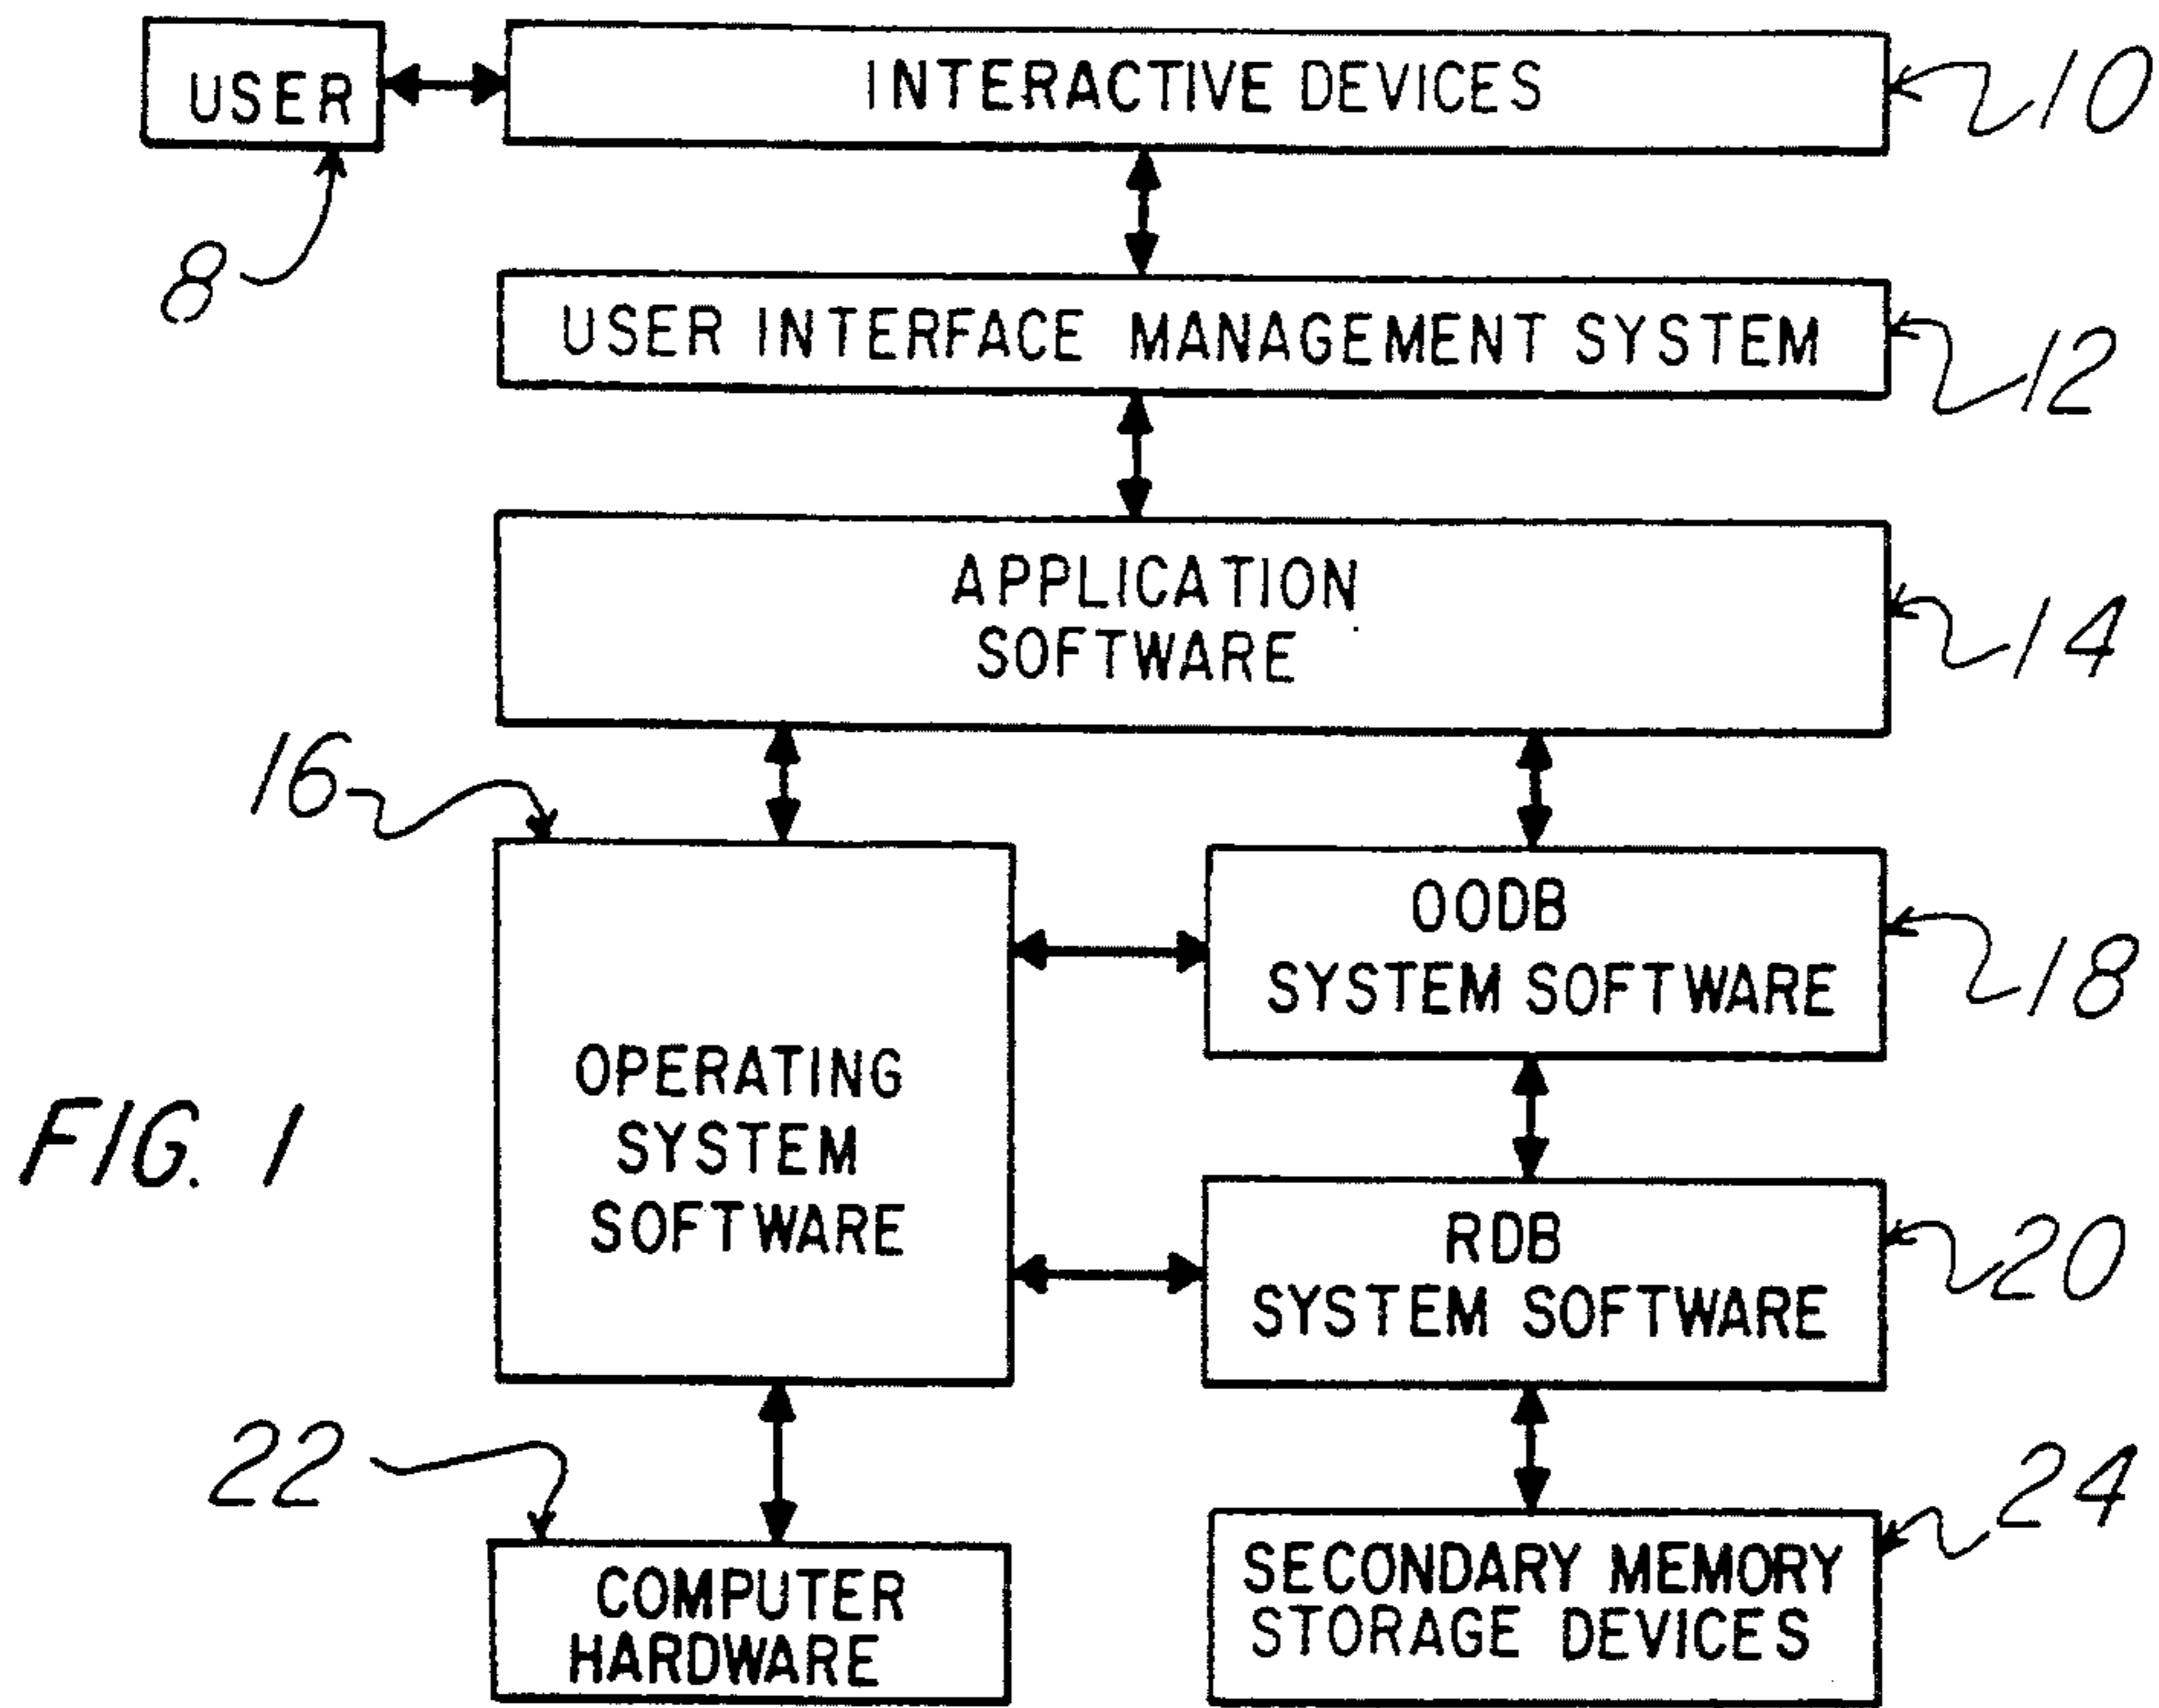 USER
INTERACTIVE DEVICES
10
8
USER INTERFACE MANAGEMENT SYSTEM
12
APPLICATION
SOFTWARE
14
16
OODB
SYSTEM SOFTWARE
18
OPERATING
SYSTEM
SOFTWARE
FIG. 1
RDB
SYSTEM SOFTWARE
20
22
24
COMPUTER
HARDWARE
SECONDARY MEMORY
STORAGE DEVICES